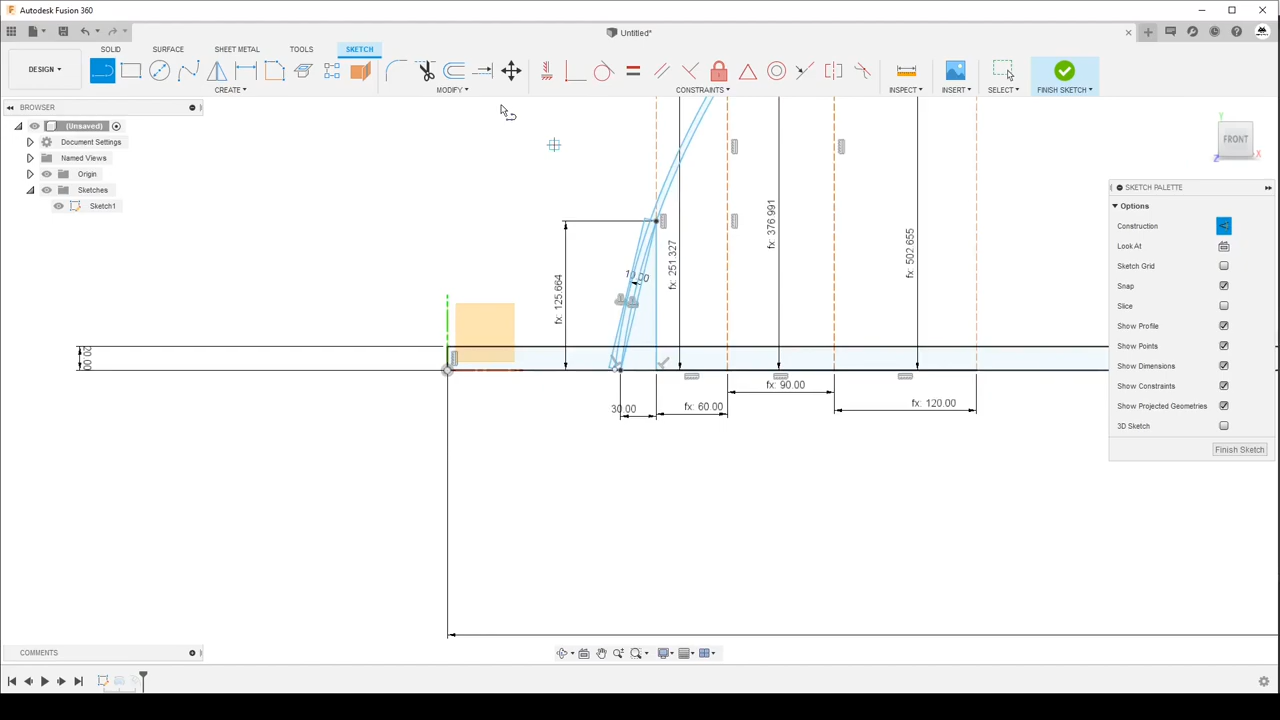 Autodesk Fusion 360
Untitled*
DESIGN
SOLID
SURFACE
SHEET METAL
TOOLS
SKETCH
CREATE
MODIFY
CONSTRAINTS
INSPECT
INSERT
SELECT
FINISH SKETCH
BROWSER
(Unsaved)
Document Settings
Named Views
Origin
Sketches
Sketch1
Y
FRONT
X
Z
SKETCH PALETTE
Options
Construction
Look At
Sketch Grid
Snap
Slice
Show Profile
Show Points
Show Dimensions
Show Constraints
Show Projected Geometries
3D Sketch
Finish Sketch
fx: 125.664
fx: 251.327
fx: 376.991
fx: 502.655
20.00
30.00
fx: 60.00
fx: 90.00
fx: 120.00
COMMENTS